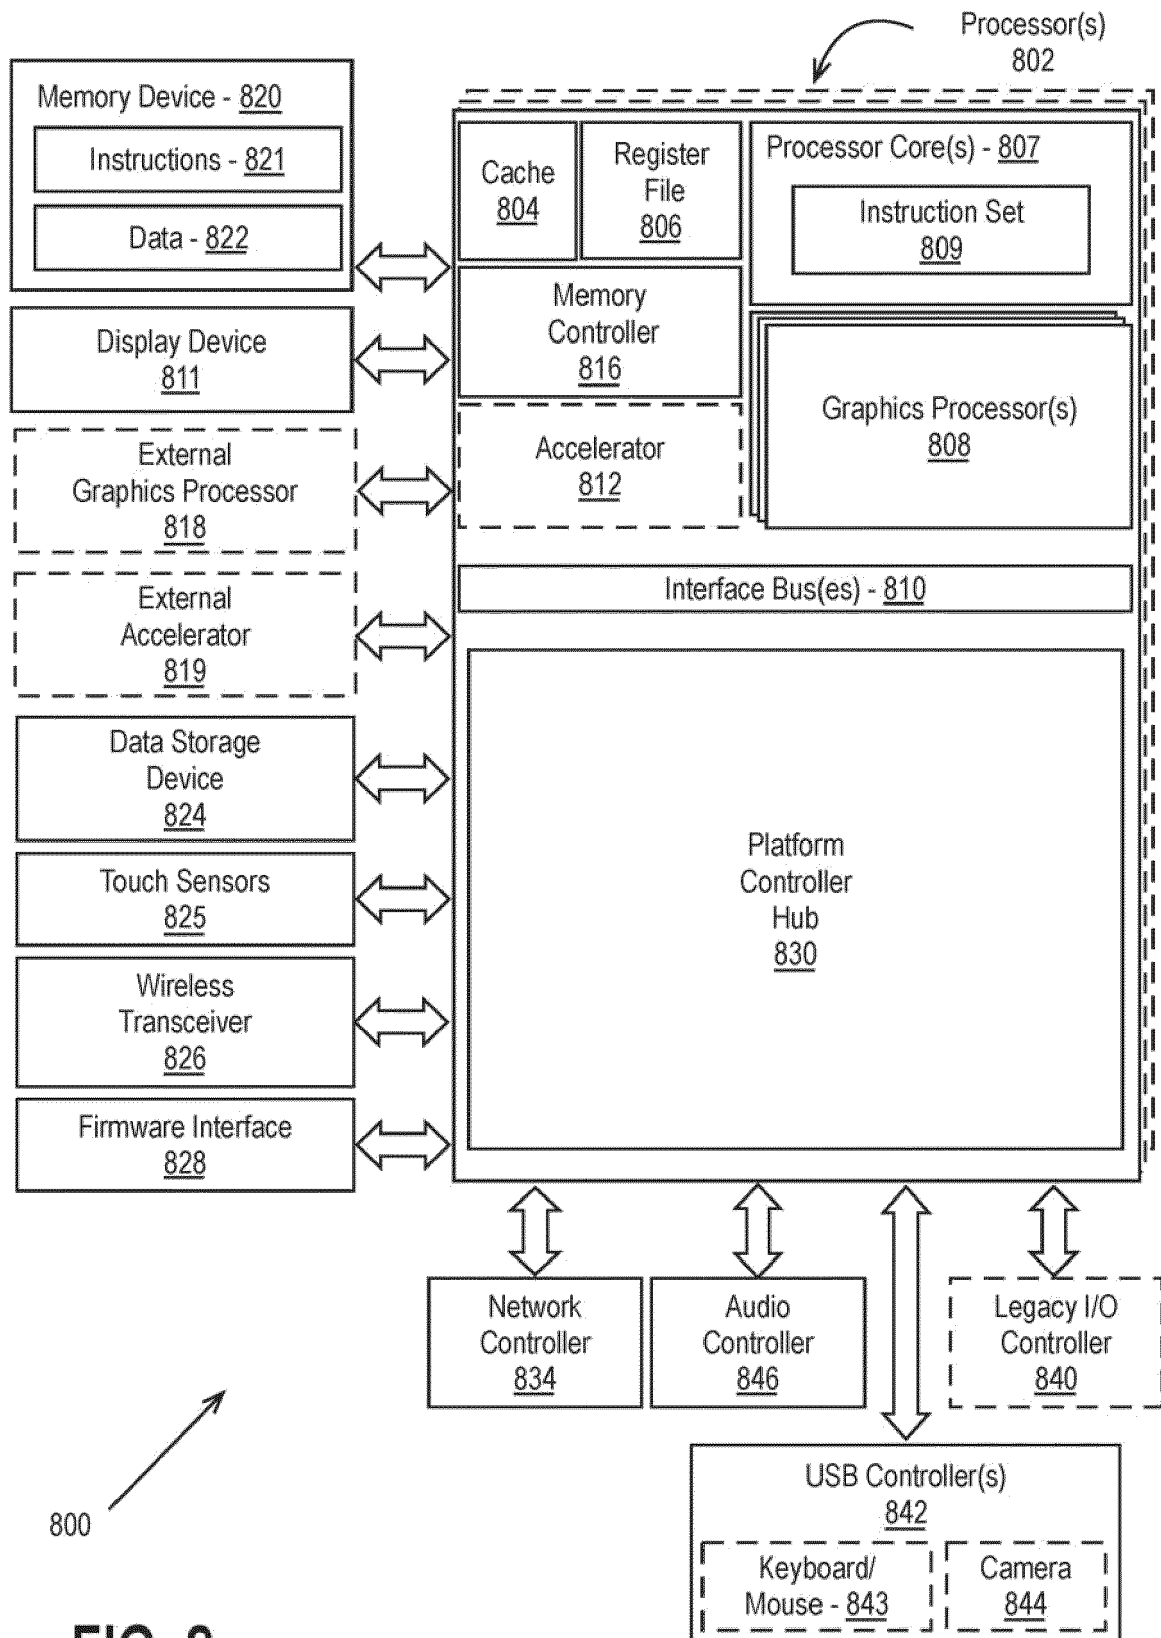 Processor(s)
802
Memory Device - 820
Instructions - 821
Data - 822
Cache
804
Register
File
806
Processor Core(s) - 807
Instruction Set
809
Memory
Controller
816
Display Device
811
Graphics Processor(s)
808
External
Graphics Processor
818
Accelerator
812
External
Accelerator
819
Interface Bus(es) - 810
Data Storage
Device
824
Touch Sensors
825
Platform
Controller
Hub
830
Wireless
Transceiver
826
Firmware Interface
828
Network
Controller
834
Audio
Controller
846
Legacy I/O
Controller
840
800
USB Controller(s)
842
Keyboard/
Mouse - 843
Camera
844